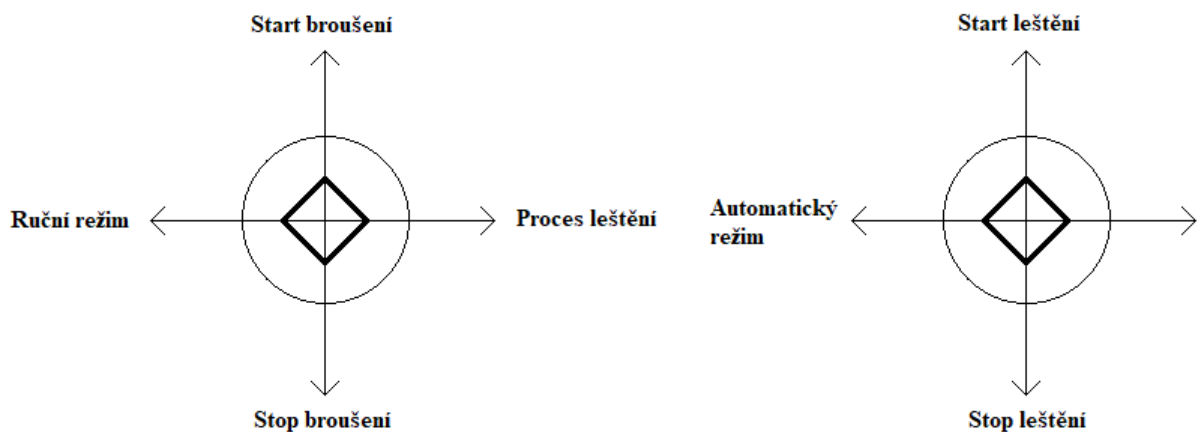 Start broušení
Start leštění
Ruční režim
Proces leštění
Automatický
režim
Stop broušení
Stop leštění